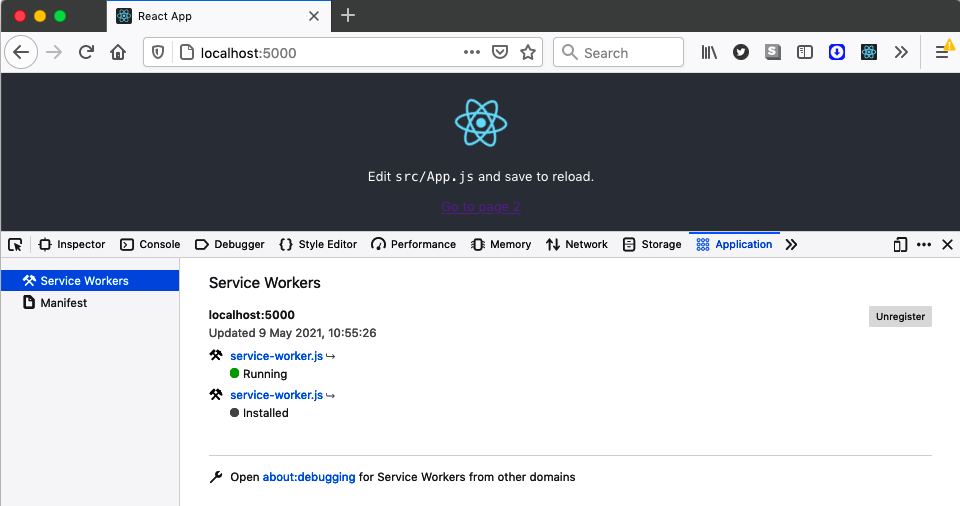 React App
localhost:5000
Search
S
Edit src/App.js and save to reload.
Go to page 2
Inspector Console Debugger Style Editor Performance Memory Network Storage Application
Service Workers
Manifest
Service Workers
localhost:5000
Unregister
Updated 9 May 2021, 10:55:26
service-worker.js
Running
service-worker.js
Installed
Open about:debugging for Service Workers from other domains